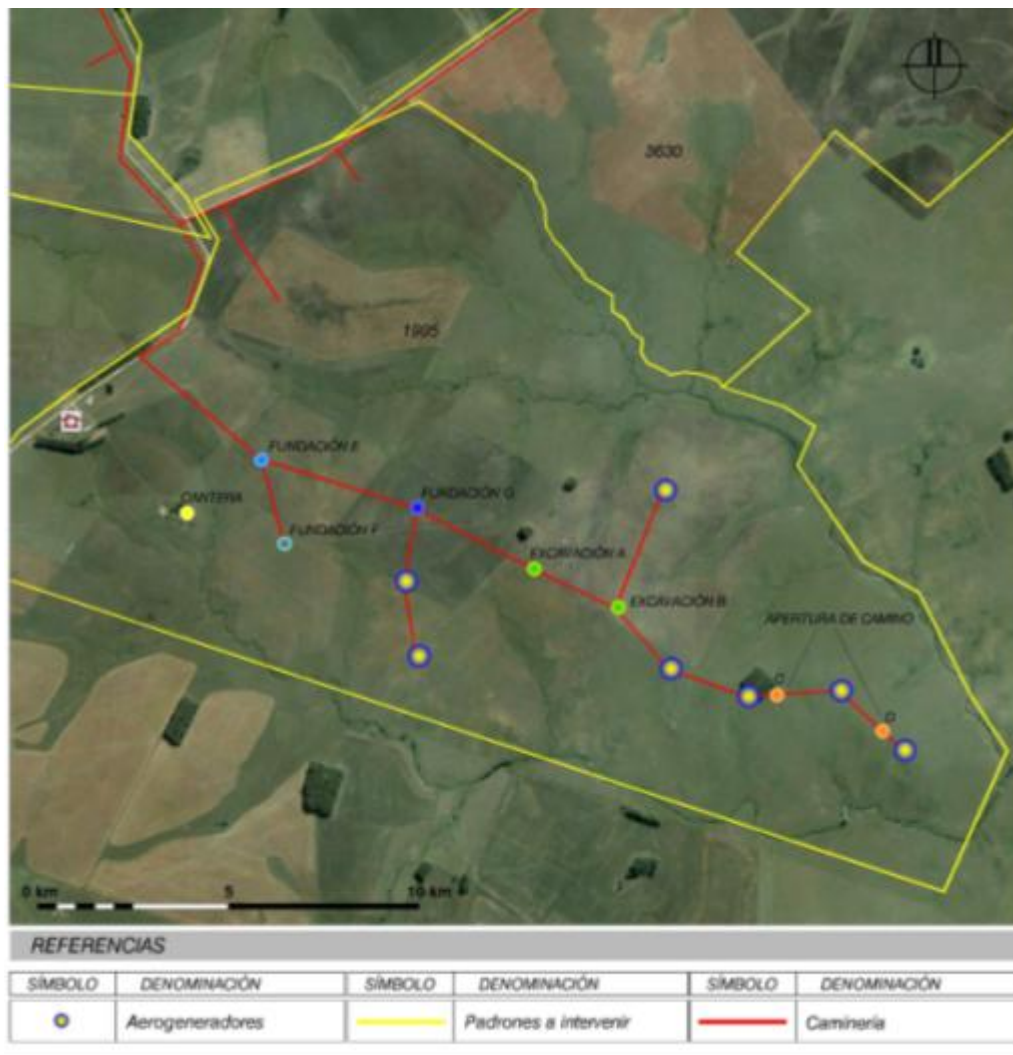 3630
1995
FUNDACIÓN E
CANTERA
FUNDACIÓN G
FUNDACIÓN F
EXCAVACIÓN A
EXCAVACIÓN B
APERTURA DE CAMINO
C
D
0 km 5 10 km
REFERENCIAS
SÍMBOLO DENOMINACIÓN SÍMBOLO DENOMINACIÓN SÍMBOLO DENOMINACIÓN
Aerogeneradores Padrones a intervenir Caminería